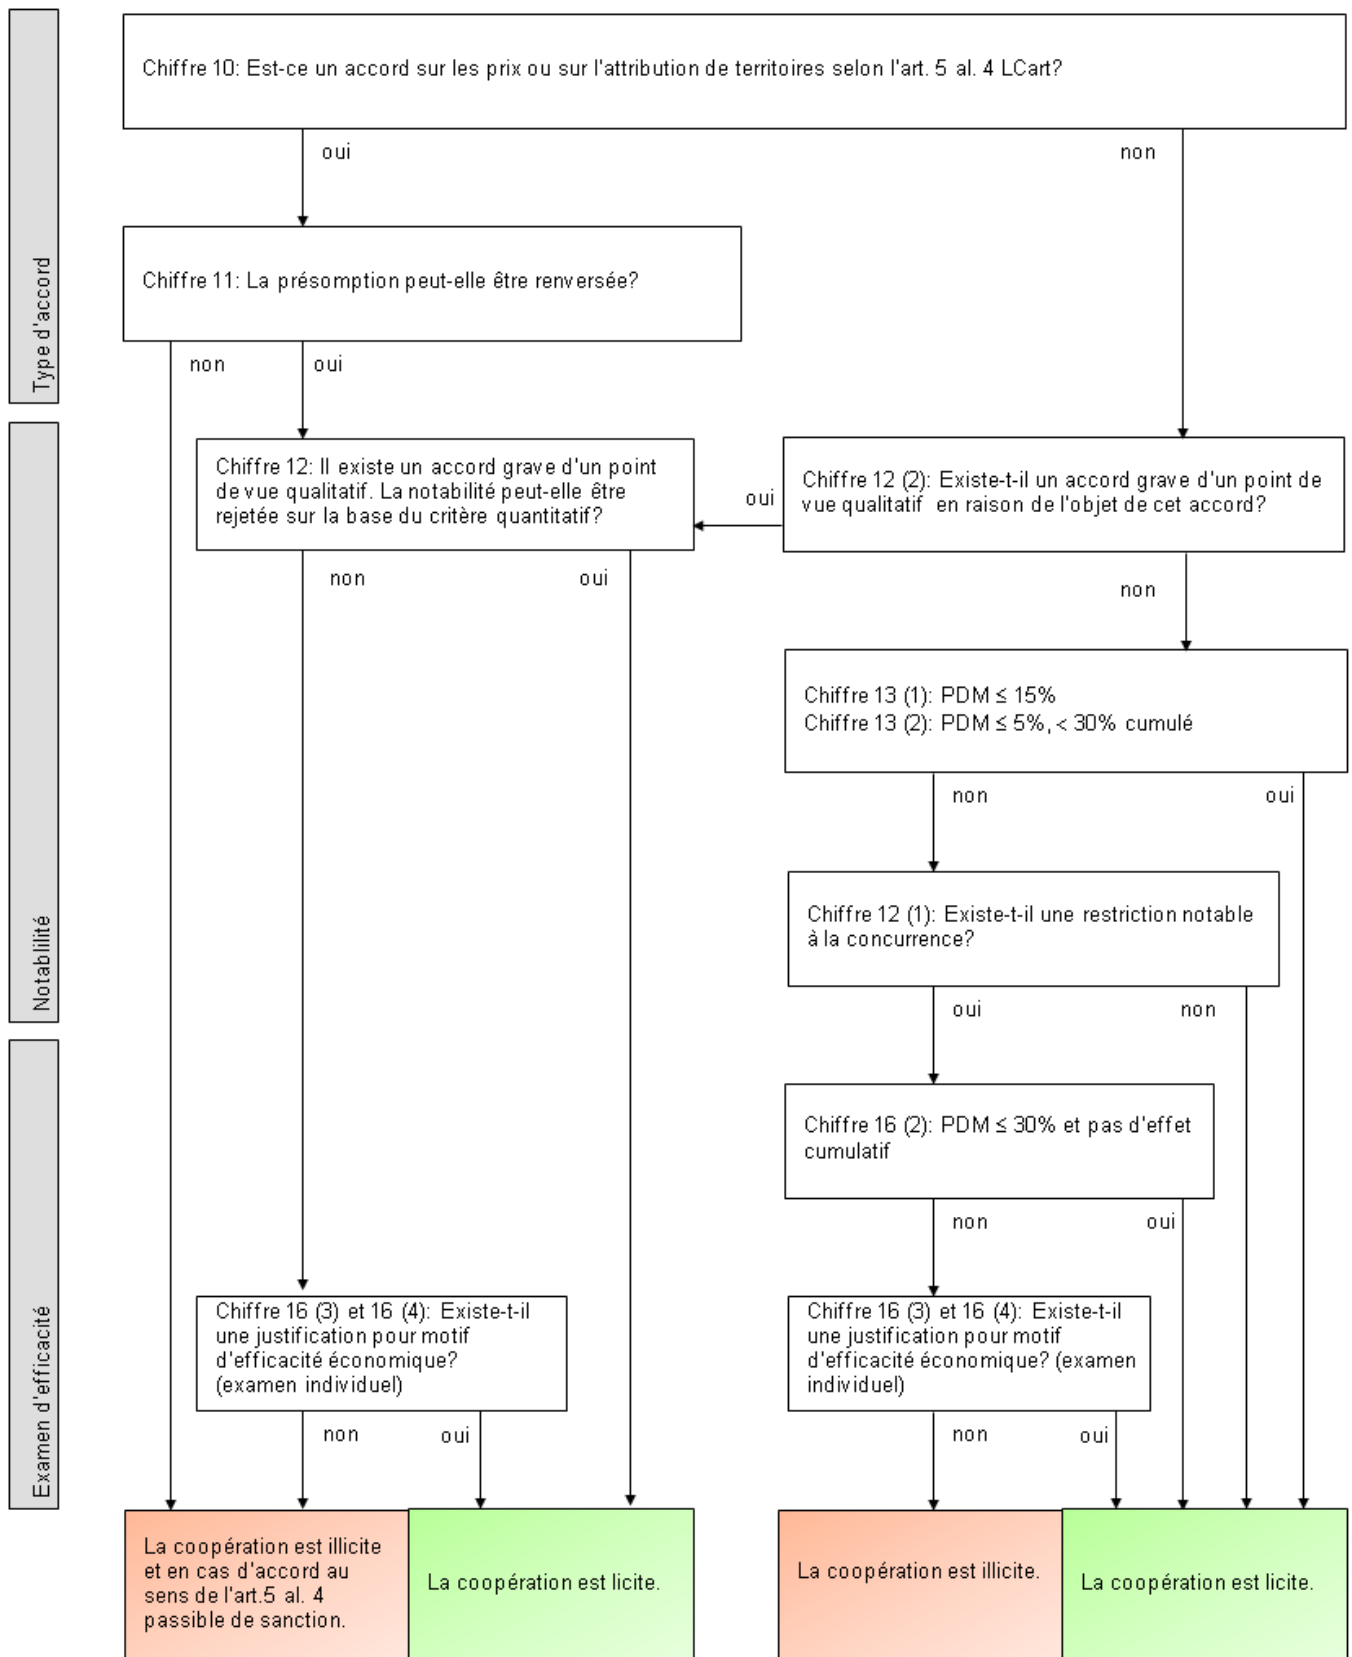 Chiffre 10: Est-ce un accord sur les prix ou sur l'attribution de territoires selon l'art. 5 al. 4 LCart?
oui
non
Type d'accord
Chiffre 11: La présomption peut-elle être renversée?
non
oui
Chiffre 12: Il existe un accord grave d'un point
de vue qualitatif. La notabilité peut-elle être
rejetée sur la base du critère quantitatif?
oui
Chiffre 12 (2): Existe-t-il un accord grave d'un point de
vue qualitatif en raison de l'objet de cet accord?
non
oui
non
Chiffre 13 (1): PDM ≤ 15%
Chiffre 13 (2): PDM ≤ 5%, < 30% cumulé
non
oui
Notablilité
Chiffre 12 (1): Existe-t-il une restriction notable
à la concurrence?
oui
non
Chiffre 16 (2): PDM ≤ 30% et pas d'effet
cumulatif
non
oui
Examen d'efficacité
Chiffre 16 (3) et 16 (4): Existe-t-il
une justification pour motif
d'efficacité économique?
(examen individuel)
Chiffre 16 (3) et 16 (4): Existe-t-il
une justification pour motif
d'efficacité économique? (examen
individuel)
non
oui
non
oui
La coopération est illicite
et en cas d'accord au
sens de l'art.5 al. 4
passible de sanction.
La coopération est licite.
La coopération est illicite.
La coopération est licite.